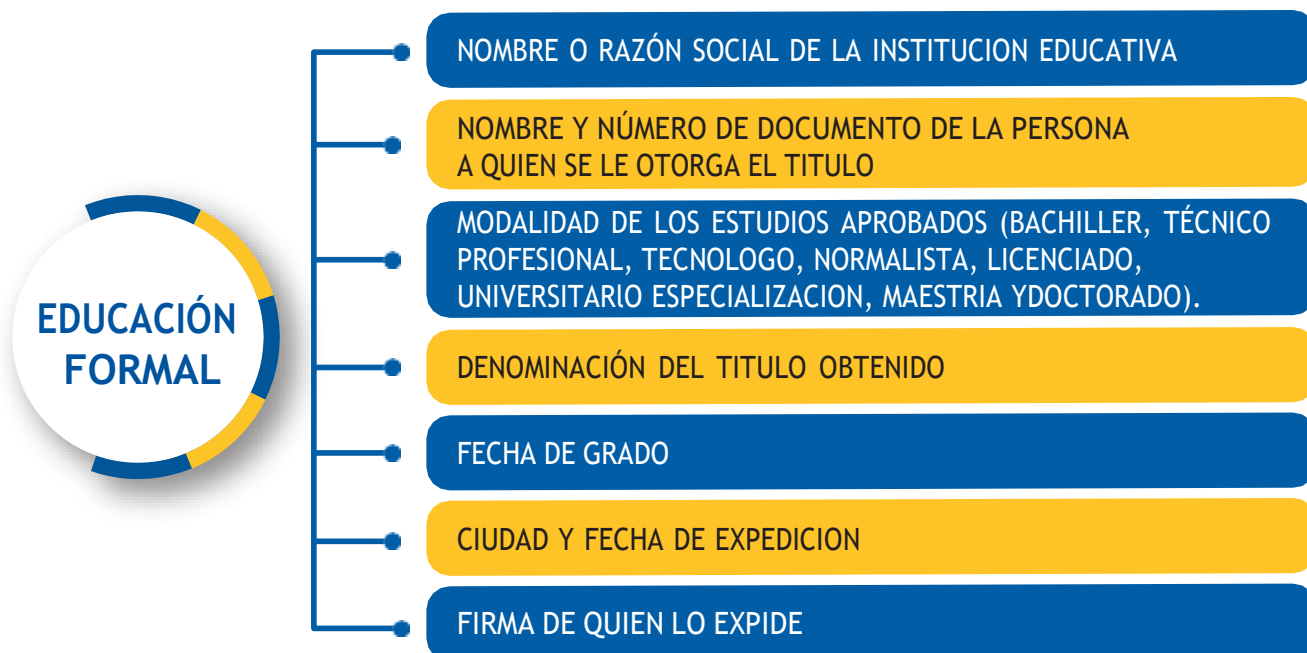 EDUCACIÓN
FORMAL
NOMBRE O RAZÓN SOCIAL DE LA INSTITUCION EDUCATIVA
NOMBRE Y NÚMERO DE DOCUMENTO DE LA PERSONA
A QUIEN SE LE OTORGA EL TITULO
MODALIDAD DE LOS ESTUDIOS APROBADOS (BACHILLER, TÉCNICO
PROFESIONAL, TECNOLOGO, NORMALISTA, LICENCIADO,
UNIVERSITARlO ESPECIALIZACION, MAESTRIA YDOCTORADO).
DENOMINACIÓN DEL TITULO OBTENIDO
FECHA DE GRADO
CIUDAD Y FECHA DE EXPEDICION
FIRMA DE QUIEN LO EXPIDE